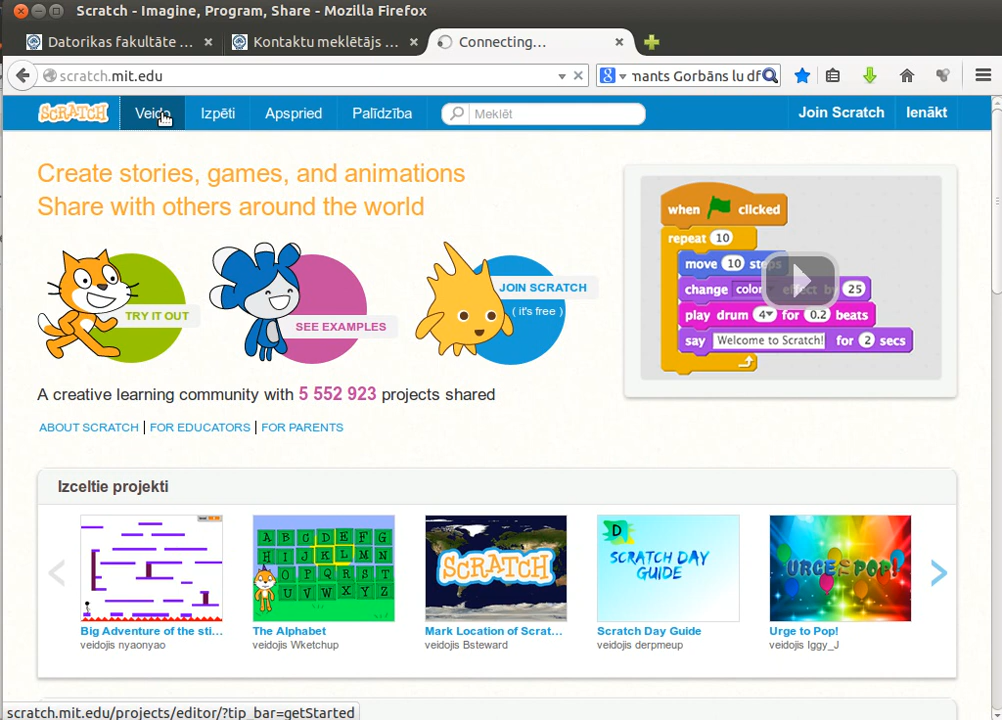 Scratch - Imagine, Program, Share - Mozilla Firefox
Datorikas fakultāte ... Kontaktu meklētājs ... Connecting...
scratch.mit.edu mants Gorbāns lu df
SCRATCH Veido Izpēti Apspried Palīdzība Meklēt Join Scratch Ienākt
Create stories, games, and animations
Share with others around the world
TRY IT OUT
SEE EXAMPLES
JOIN SCRATCH
( it's free )
A creative learning community with 5 552 923 projects shared
ABOUT SCRATCH | FOR EDUCATORS | FOR PARENTS
when clicked
repeat 10
move 10 steps
change color effect by 25
play drum 4 for 0.2 beats
say Welcome to Scratch! for 2 secs
Izceltie projekti
A B C D E F G
H I J K L M N
O P Q R S T
U V W X Y Z
SCRATCH
D
SCRATCH DAY
GUIDE
URGE TO POP!
Big Adventure of the sti...
veidojis nyaonyao
The Alphabet
veidojis Wketchup
Mark Location of Scrat...
veidojis Bsteward
Scratch Day Guide
veidojis derpmeup
Urge to Pop!
veidojis Iggy_J
scratch.mit.edu/projects/editor/?tip_bar=getStarted